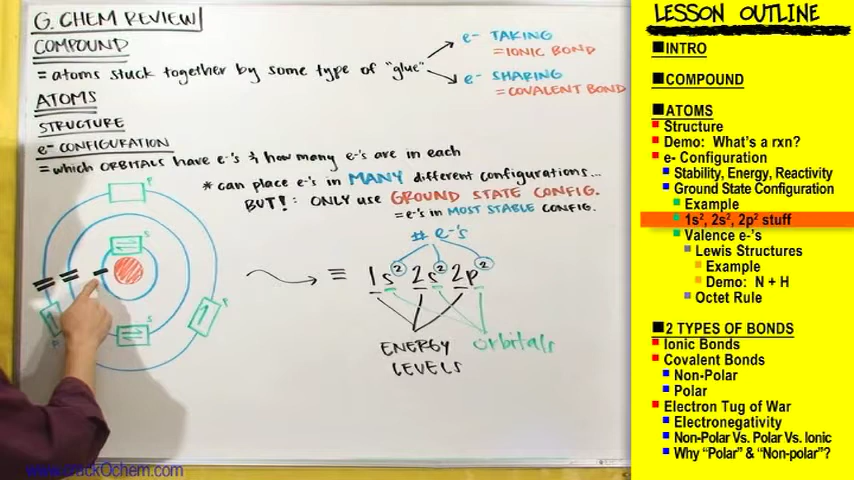 G. CHEM REVIEW
COMPOUND
= atoms stuck together by some type of "glue"
e- TAKING
= IONIC BOND
e- SHARING
= COVALENT BOND
ATOMS
STRUCTURE
e- CONFIGURATION
= which ORBITALS have e-'s & how many e-'s are in each
* can place e-'s in MANY different configurations...
BUT!: ONLY use GROUND STATE CONFIG.
= e-'s in MOST STABLE CONFIG.
# e-'s
≡ 1s² 2s² 2p²
ENERGY LEVELS
orbitals
P
S
P
S
P
www.crackOchem.com
LESSON OUTLINE
INTRO
COMPOUND
ATOMS
Structure
Demo: What's a rxn?
e- Configuration
Stability, Energy, Reactivity
Ground State Configuration
Example
1s², 2s², 2p² stuff
Valence e-'s
Lewis Structures
Example
Demo: N + H
Octet Rule
2 TYPES OF BONDS
Ionic Bonds
Covalent Bonds
Non-Polar
Polar
Electron Tug of War
Electronegativity
Non-Polar Vs. Polar Vs. Ionic
Why "Polar" & "Non-polar"?